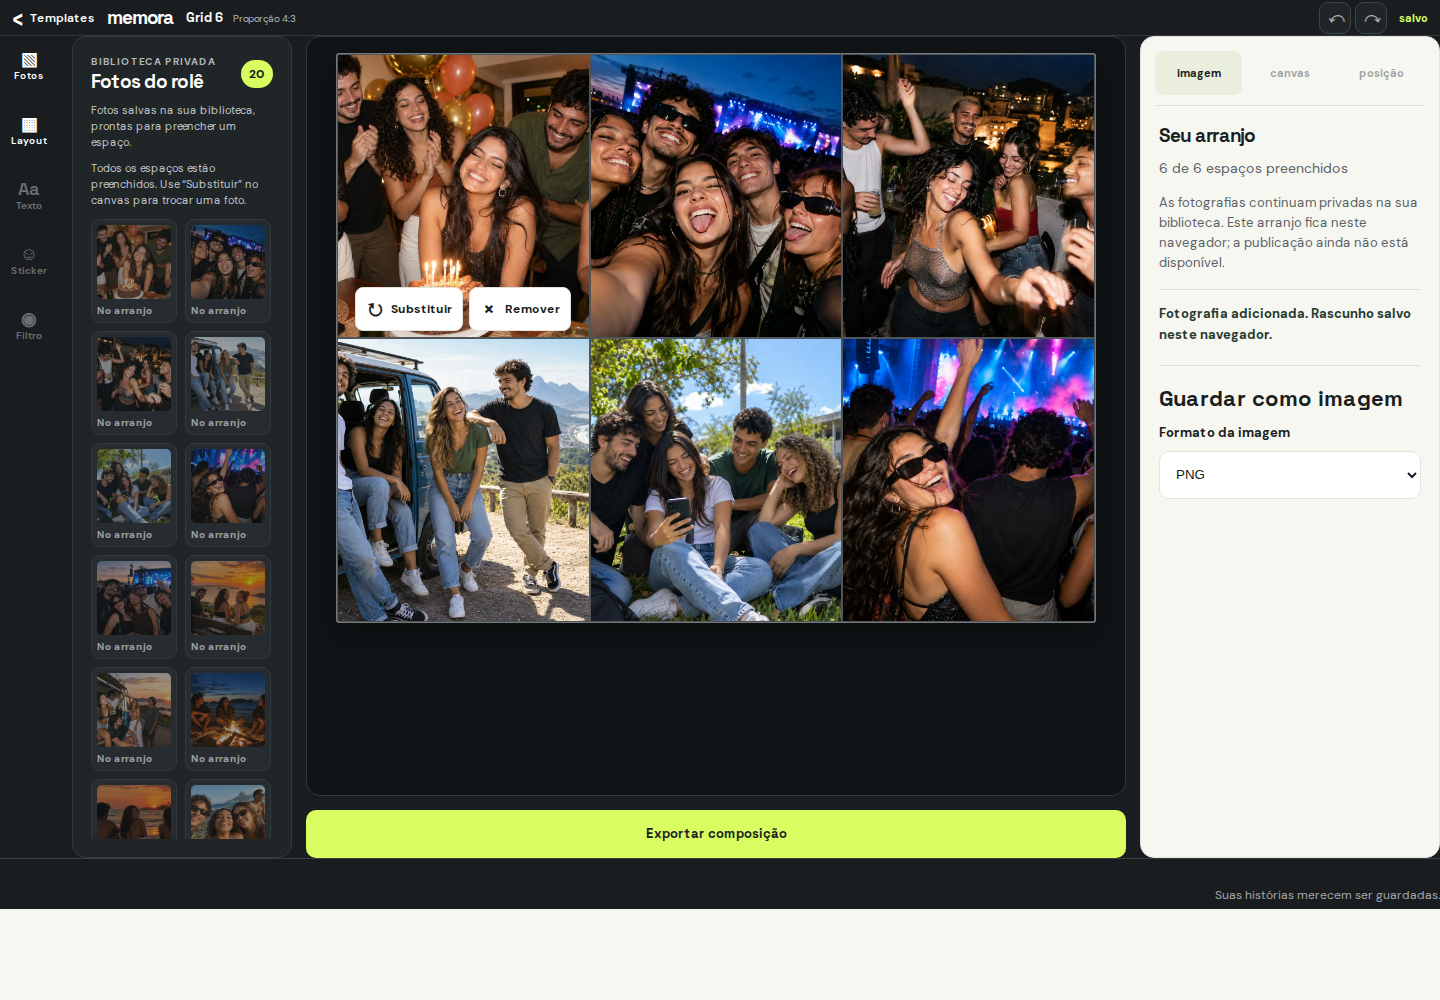 < Templates memora Grid 6 Proporção 4:3
salvo
Fotos
Layout
Aa
Texto
Sticker
Filtro
BIBLIOTECA PRIVADA
Fotos do rolê
20
Fotos salvas na sua biblioteca,
prontas para preencher um
espaço.
Todos os espaços estão
preenchidos. Use "Substituir" no
canvas para trocar uma foto.
No arranjo No arranjo
No arranjo No arranjo
No arranjo No arranjo
No arranjo No arranjo
No arranjo No arranjo
Substituir × Remover
Exportar composição
imagem canvas posição
Seu arranjo
6 de 6 espaços preenchidos
As fotografias continuam privadas na sua
biblioteca. Este arranjo fica neste
navegador; a publicação ainda não está
disponível.
Fotografia adicionada. Rascunho salvo
neste navegador.
Guardar como imagem
Formato da imagem
PNG
Suas histórias merecem ser guardadas.